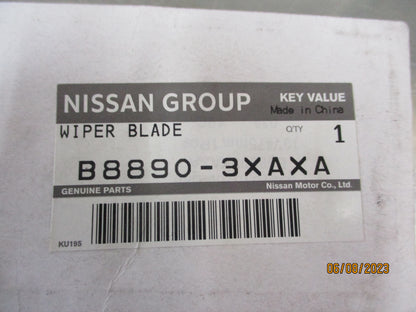 NISSAN GROUP KEY VALUE
Made in China
WIPER BLADE Q'TY 1
B8890-3XAXA
GENUINE PARTS Nissan Motor Co., Ltd.
KU195
06/08/2023